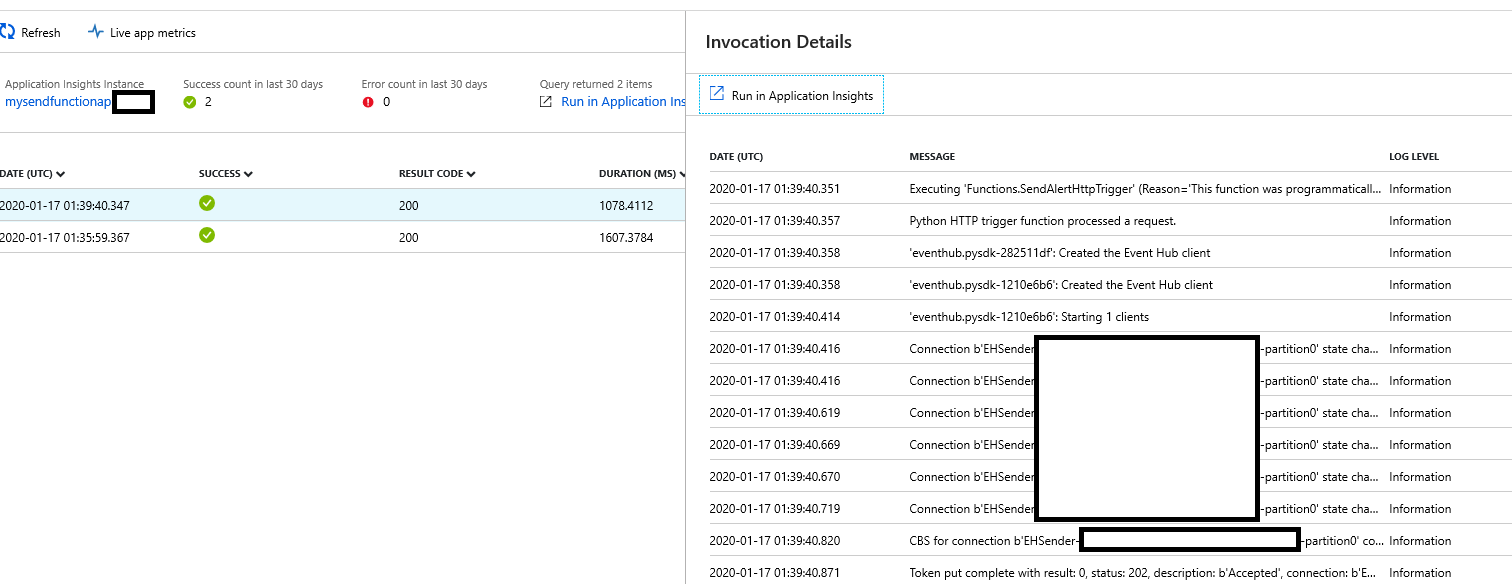 Refresh Live app metrics
Application Insights Instance Success count in last 30 days Error count in last 30 days Query returned 2 items
mysendfunctionap 2 0 Run in Application Ins
DATE (UTC) SUCCESS RESULT CODE DURATION (MS)
2020-01-17 01:39:40.347 200 1078.4112
2020-01-17 01:35:59.367 200 1607.3784
Invocation Details
Run in Application Insights
DATE (UTC) MESSAGE LOG LEVEL
2020-01-17 01:39:40.351 Executing 'Functions.SendAlertHttpTrigger' (Reason='This function was programmaticall... Information
2020-01-17 01:39:40.357 Python HTTP trigger function processed a request. Information
2020-01-17 01:39:40.358 'eventhub.pysdk-282511df': Created the Event Hub client Information
2020-01-17 01:39:40.358 'eventhub.pysdk-1210e6b6': Created the Event Hub client Information
2020-01-17 01:39:40.414 'eventhub.pysdk-1210e6b6': Starting 1 clients Information
2020-01-17 01:39:40.416 Connection b'EHSender -partition0' state cha... Information
2020-01-17 01:39:40.416 Connection b'EHSender -partition0' state cha... Information
2020-01-17 01:39:40.619 Connection b'EHSender -partition0' state cha... Information
2020-01-17 01:39:40.669 Connection b'EHSender -partition0' state cha... Information
2020-01-17 01:39:40.670 Connection b'EHSender -partition0' state cha... Information
2020-01-17 01:39:40.719 Connection b'EHSender -partition0' state cha... Information
2020-01-17 01:39:40.820 CBS for connection b'EHSender- -partition0' co... Information
2020-01-17 01:39:40.871 Token put complete with result: 0, status: 202, description: b'Accepted', connection: b'E... Information